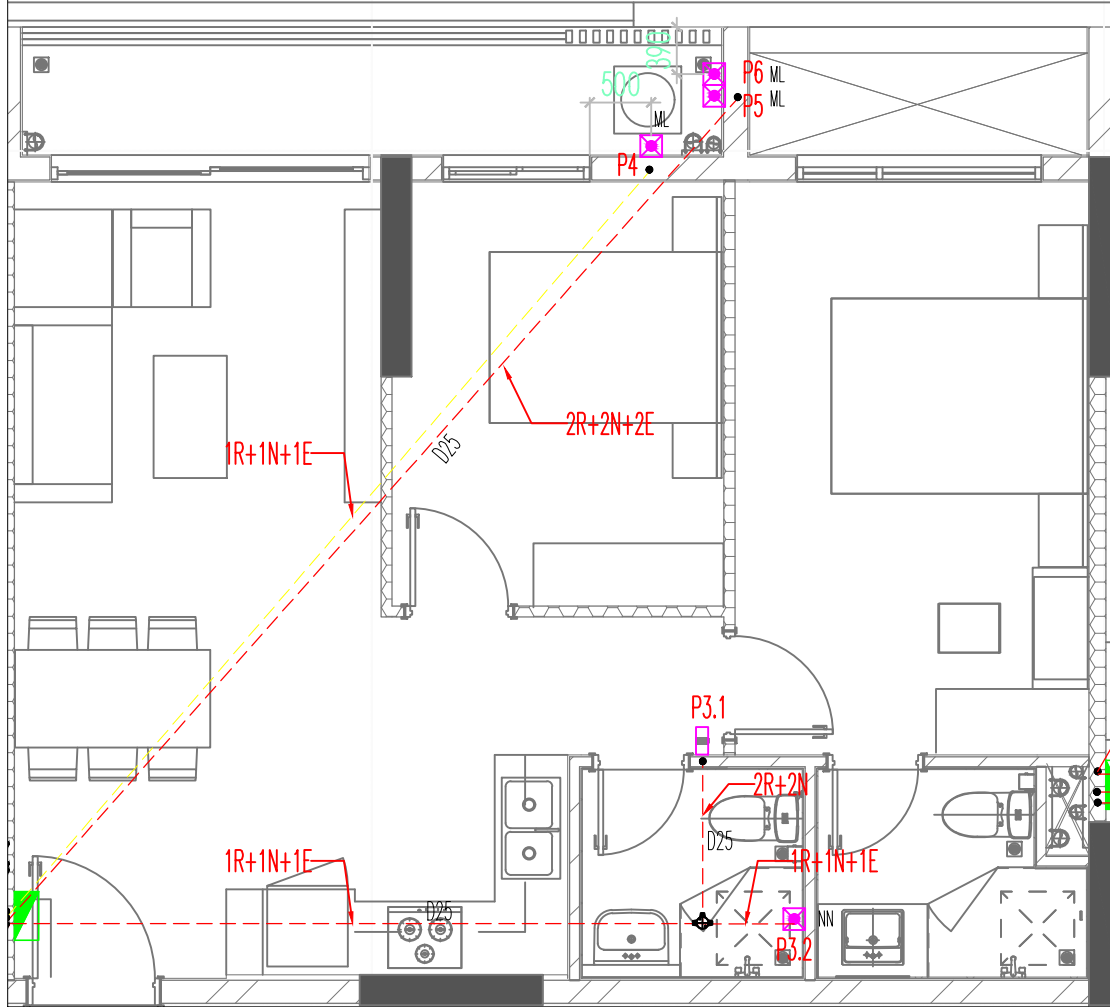 390
500
P6 ML
P5 ML
ML
P4
2R+2N+2E
D25
1R+1N+1E
P3.1
2R+2N
D25
1R+1N+1E
1R+1N+1E
D25
NN
P3.2